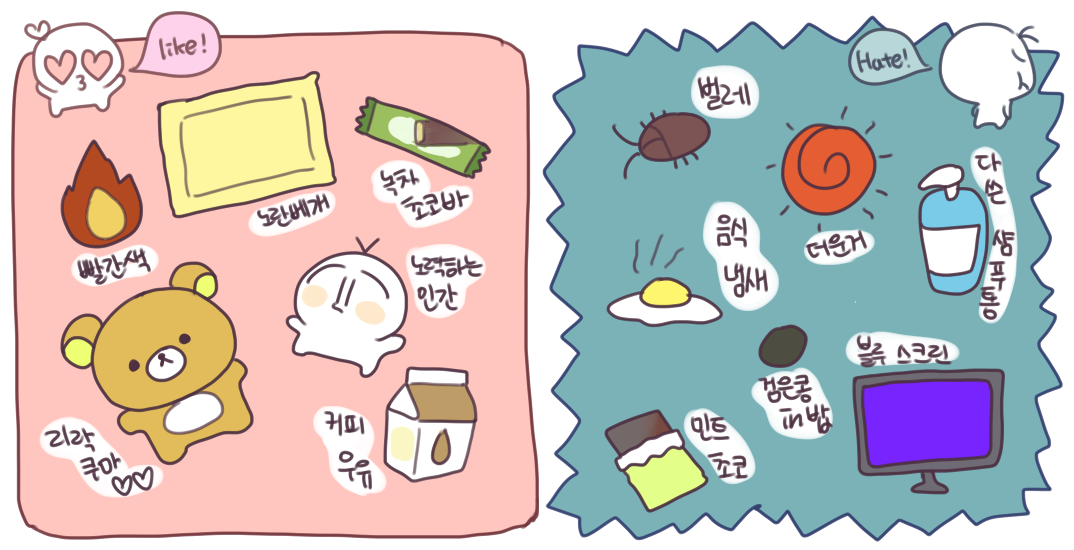 like!
노란베개
녹차
쵸코바
빨간색
노력하는
인간
리락
쿠마♡♡
커피
우유
Hate!
벌레
더운거
다
쓴
샴
푸
통
음식
냄새
블루 스크린
검은콩
in 밥
민트
쵸코